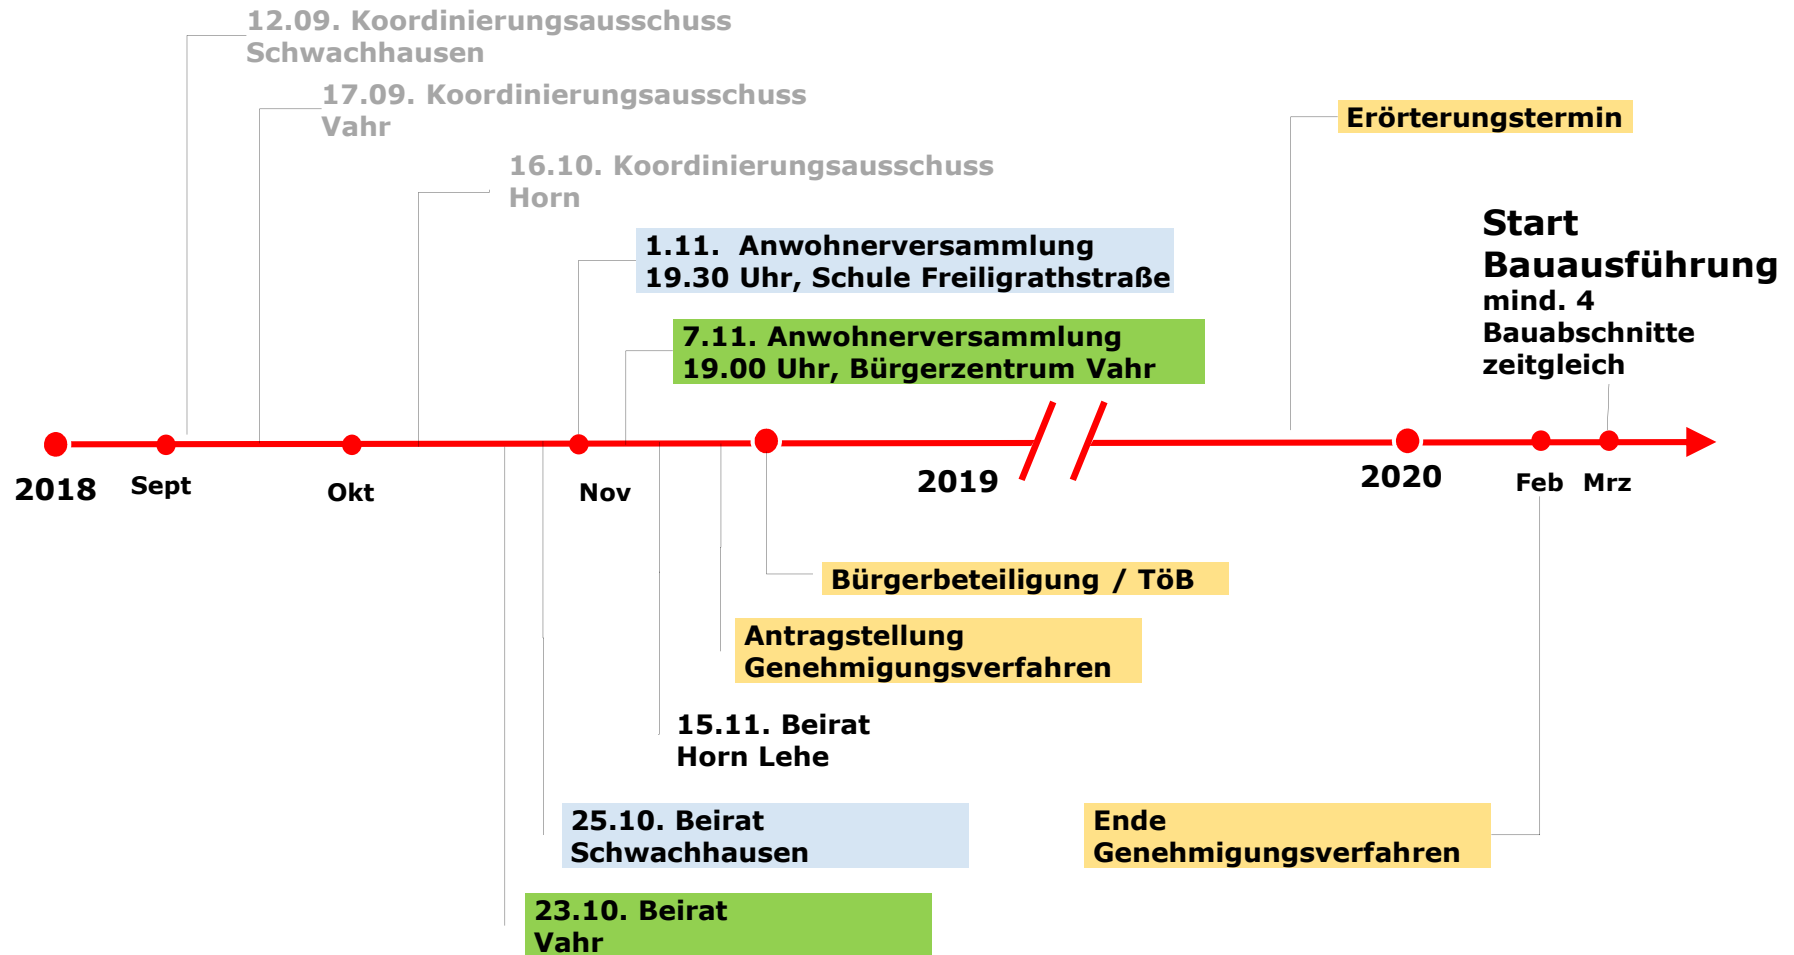 12.09. Koordinierungsausschuss
Schwachhausen
17.09. Koordinierungsausschuss
Vahr
16.10. Koordinierungsausschuss
Horn
1.11. Anwohnerversammlung
19.30 Uhr, Schule Freiligrathstraße
7.11. Anwohnerversammlung
19.00 Uhr, Bürgerzentrum Vahr
Erörterungstermin
Start
Bauausführung
mind. 4
Bauabschnitte
zeitgleich
2018
Sept
Okt
Nov
2019
2020
Feb
Mrz
Bürgerbeteiligung / TöB
Antragstellung
Genehmigungsverfahren
15.11. Beirat
Horn Lehe
25.10. Beirat
Schwachhausen
23.10. Beirat
Vahr
Ende
Genehmigungsverfahren